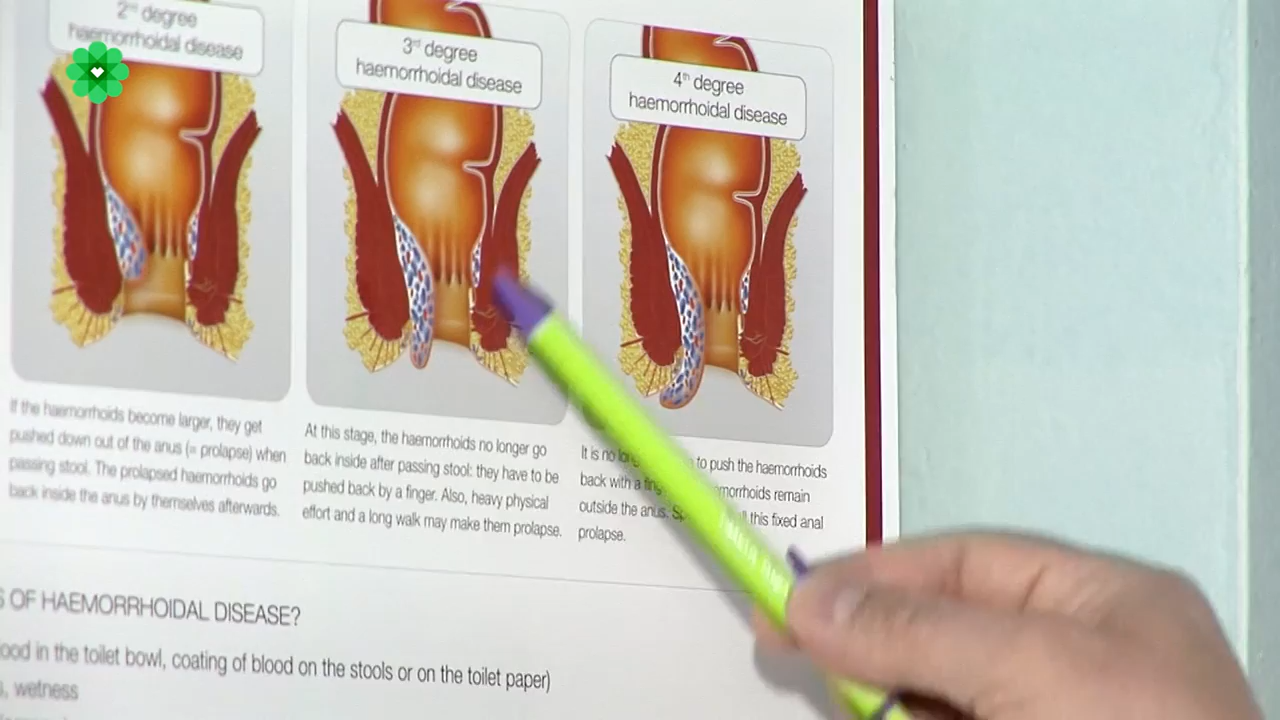 2nd degree
haemorrhoidal disease
3rd degree
haemorrhoidal disease
4th degree
haemorrhoidal disease
If the haemorrhoids become larger, they get
pushed down out of the anus (= prolapse) when
passing stool. The prolapsed haemorrhoids go
back inside the anus by themselves afterwards.
At this stage, the haemorrhoids no longer go
back inside after passing stool: they have to be
pushed back by a finger. Also, heavy physical
effort and a long walk may make them prolapse.
It is no to push the haemorrhoids
back with a remain
outside the anus. this fixed anal
prolapse.
OF HAEMORRHOIDAL DISEASE?
in the toilet bowl, coating of blood on the stools or on the toilet paper)
wetness